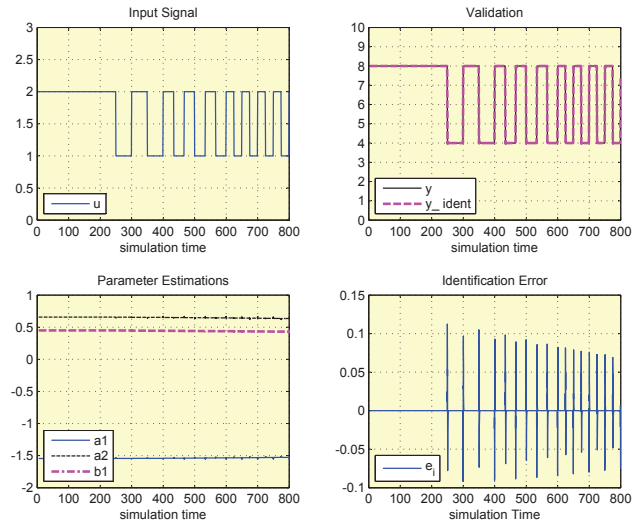 Input Signal
3
2.5
2
1.5
1
0.5
0
u
0 100 200 300 400 500 600 700 800
simulation time
Validation
10
9
8
7
6
5
4
3
2
1
0
y
y_ ident
0 100 200 300 400 500 600 700 800
simulation time
Parameter Estimations
1
0.5
0
-0.5
-1
-1.5
-2
a1
a2
b1
0 100 200 300 400 500 600 700 800
simulation time
Identification Error
0.15
0.1
0.05
0
-0.05
-0.1
e_i
0 100 200 300 400 500 600 700 800
simulation Time